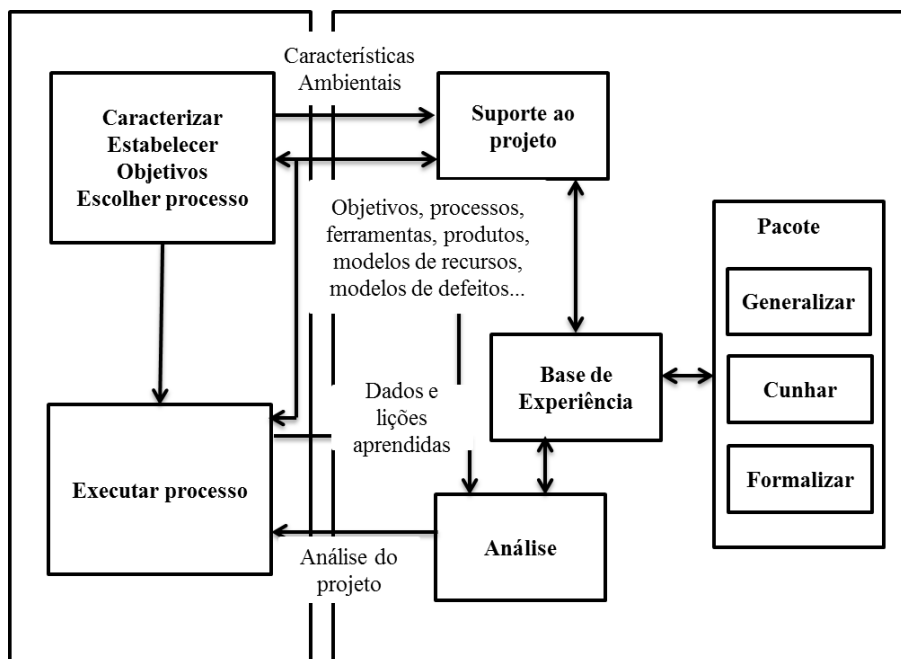 Características
Ambientais
Caracterizar
Estabelecer
Objetivos
Escolher processo
Suporte ao
projeto
Objetivos, processos,
ferramentas, produtos,
modelos de recursos,
modelos de defeitos...
Pacote
Generalizar
Cunhar
Formalizar
Base de
Experiência
Dados e
lições
aprendidas
Executar processo
Análise
Análise do
projeto